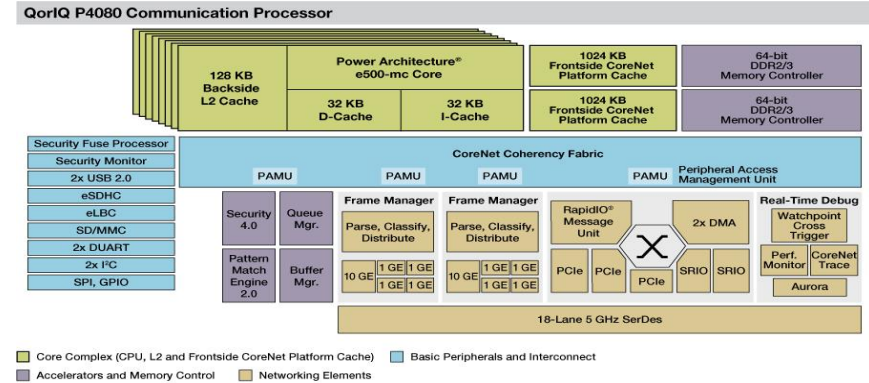 QorIQ P4080 Communication Processor
128 KB
Backside
L2 Cache
Power Architecture®
e500-mc Core
32 KB
D-Cache
32 KB
I-Cache
1024 KB
Frontside CoreNet
Platform Cache
1024 KB
Frontside CoreNet
Platform Cache
64-bit
DDR2/3
Memory Controller
64-bit
DDR2/3
Memory Controller
Security Fuse Processor
Security Monitor
2x USB 2.0
eSDHC
eLBC
SD/MMC
2x DUART
2x I²C
SPI, GPIO
CoreNet Coherency Fabric
PAMU
PAMU
PAMU
PAMU
Peripheral Access
Management Unit
Security
4.0
Queue
Mgr.
Pattern
Match
Engine
2.0
Buffer
Mgr.
Frame Manager
Parse, Classify,
Distribute
10 GE
1 GE
1 GE
1 GE
1 GE
Frame Manager
Parse, Classify,
Distribute
10 GE
1 GE
1 GE
1 GE
1 GE
RapidIO®
Message
Unit
2x DMA
PCIe
PCIe
PCIe
SRIO
SRIO
Real-Time Debug
Watchpoint
Cross
Trigger
Perf.
Monitor
CoreNet
Trace
Aurora
18-Lane 5 GHz SerDes
Core Complex (CPU, L2 and Frontside CoreNet Platform Cache)
Basic Peripherals and Interconnect
Accelerators and Memory Control
Networking Elements